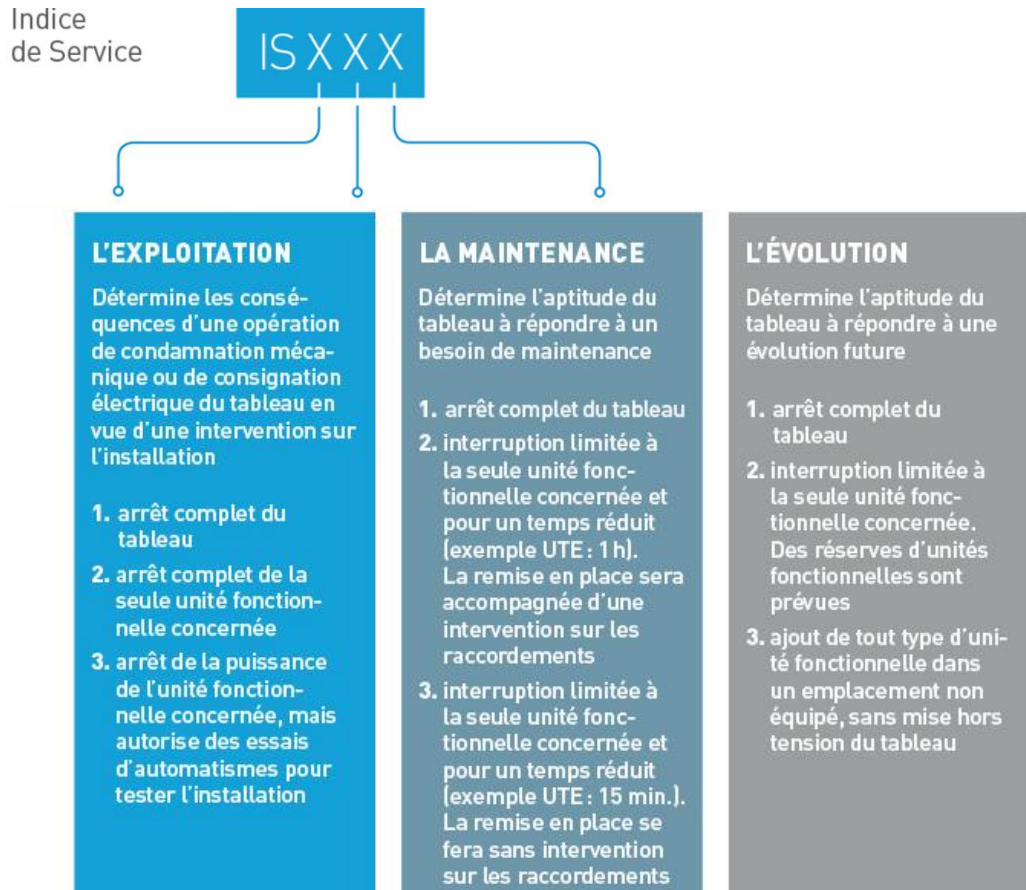 Indice
de Service
IS X X X
L'EXPLOITATION
Détermine les consé-
quences d'une opération
de condamnation méca-
nique ou de consignation
électrique du tableau en
vue d'une intervention sur
l'installation
1. arrêt complet du
tableau
2. arrêt complet de la
seule unité fonction-
nelle concernée
3. arrêt de la puissance
de l'unité fonction-
nelle concernée, mais
autorise des essais
d'automatismes pour
tester l'installation
LA MAINTENANCE
Détermine l'aptitude du
tableau à répondre à un
besoin de maintenance
1. arrêt complet du tableau
2. interruption limitée à
la seule unité fonc-
tionnelle concernée et
pour un temps réduit
(exemple UTE : 1 h).
La remise en place sera
accompagnée d'une
intervention sur les
raccordements
3. interruption limitée à
la seule unité fonc-
tionnelle concernée et
pour un temps réduit
(exemple UTE : 15 min.).
La remise en place se
fera sans intervention
sur les raccordements
L'ÉVOLUTION
Détermine l'aptitude du
tableau à répondre à une
évolution future
1. arrêt complet du
tableau
2. interruption limitée à
la seule unité fonc-
tionnelle concernée.
Des réserves d'unités
fonctionnelles sont
prévues
3. ajout de tout type d'uni-
té fonctionnelle dans
un emplacement non
équipé, sans mise hors
tension du tableau